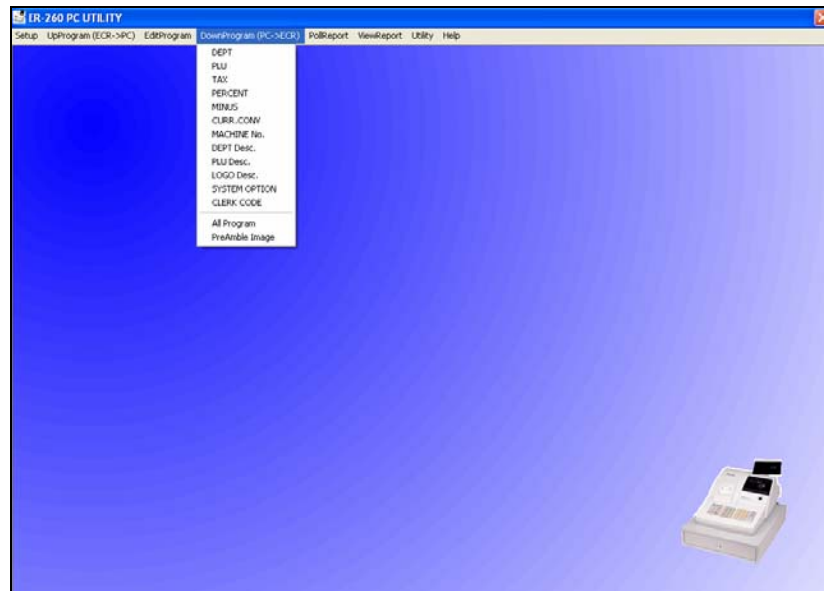 ER-260 PC UTILITY
Setup UpProgram (ECR->PC) EditProgram DownProgram (PC->ECR) PollReport ViewReport Utility Help
DEPT
PLU
TAX
PERCENT
MINUS
CURR.CONV
MACHINE No.
DEPT Desc.
PLU Desc.
LOGO Desc.
SYSTEM OPTION
CLERK CODE
All Program
PreAmble Image